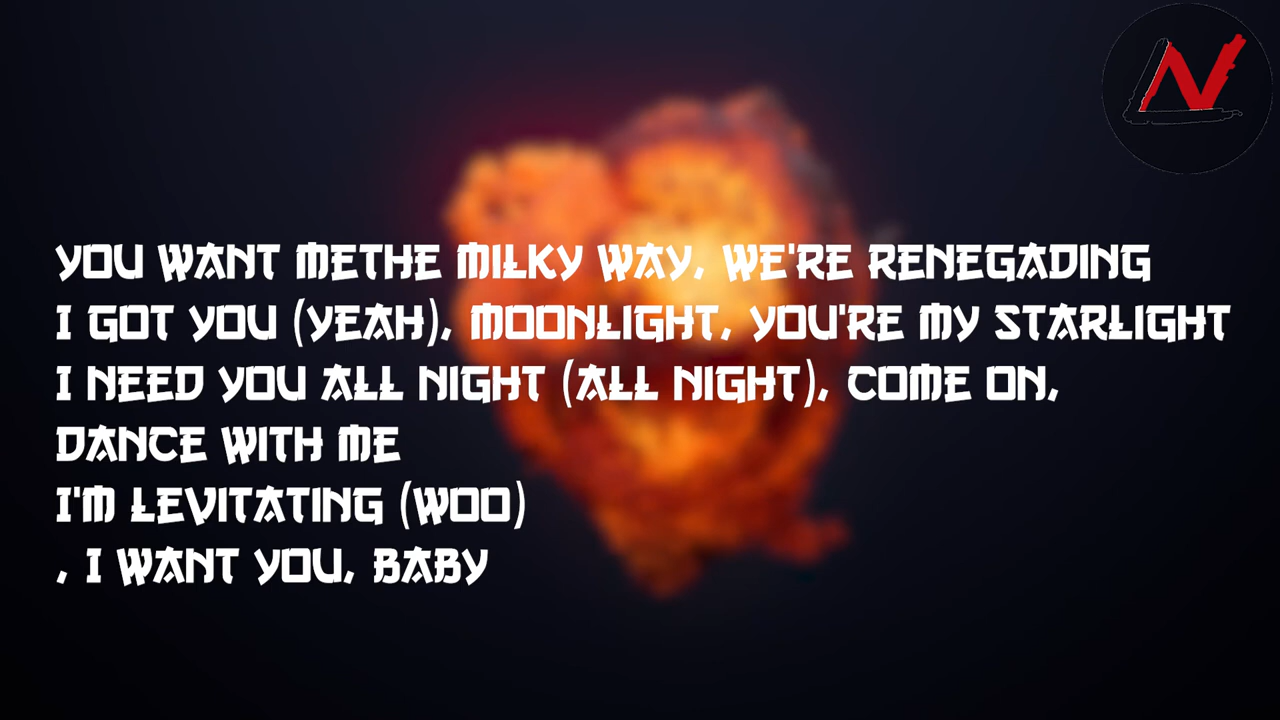 YOU WANT METHE MILKY WAY, WE'RE RENEGADING
I GOT YOU (YEAH), MOONLIGHT, YOU'RE MY STARLIGHT
I NEED YOU ALL NIGHT (ALL NIGHT), COME ON,
DANCE WITH ME
I'M LEVITATING (WOO)
, I WANT YOU, BABY